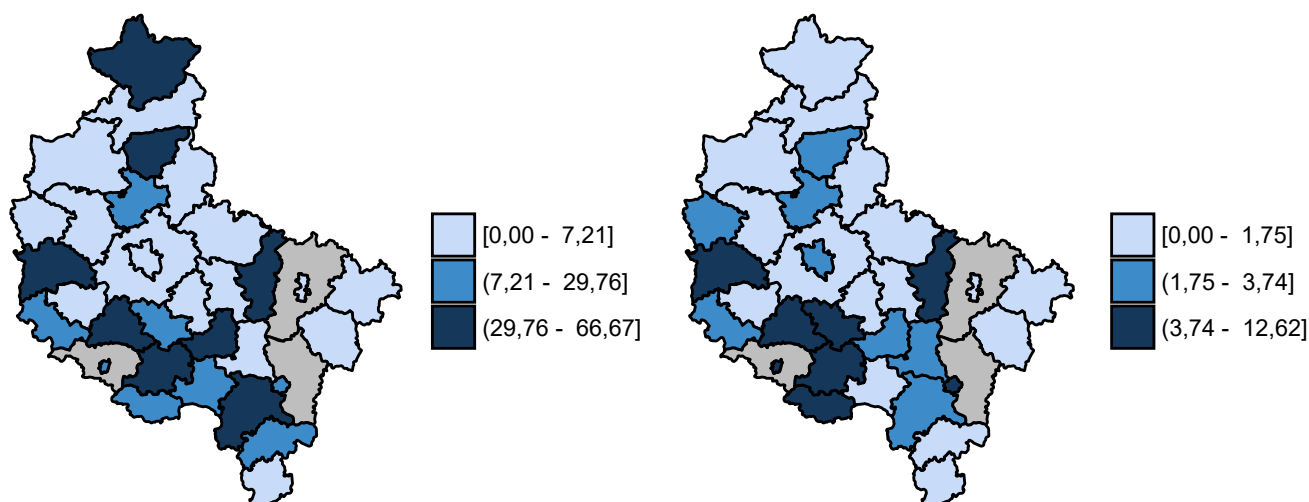 [0,00 - 7,21]
(7,21 - 29,76]
(29,76 - 66,67]
[0,00 - 1,75]
(1,75 - 3,74]
(3,74 - 12,62]